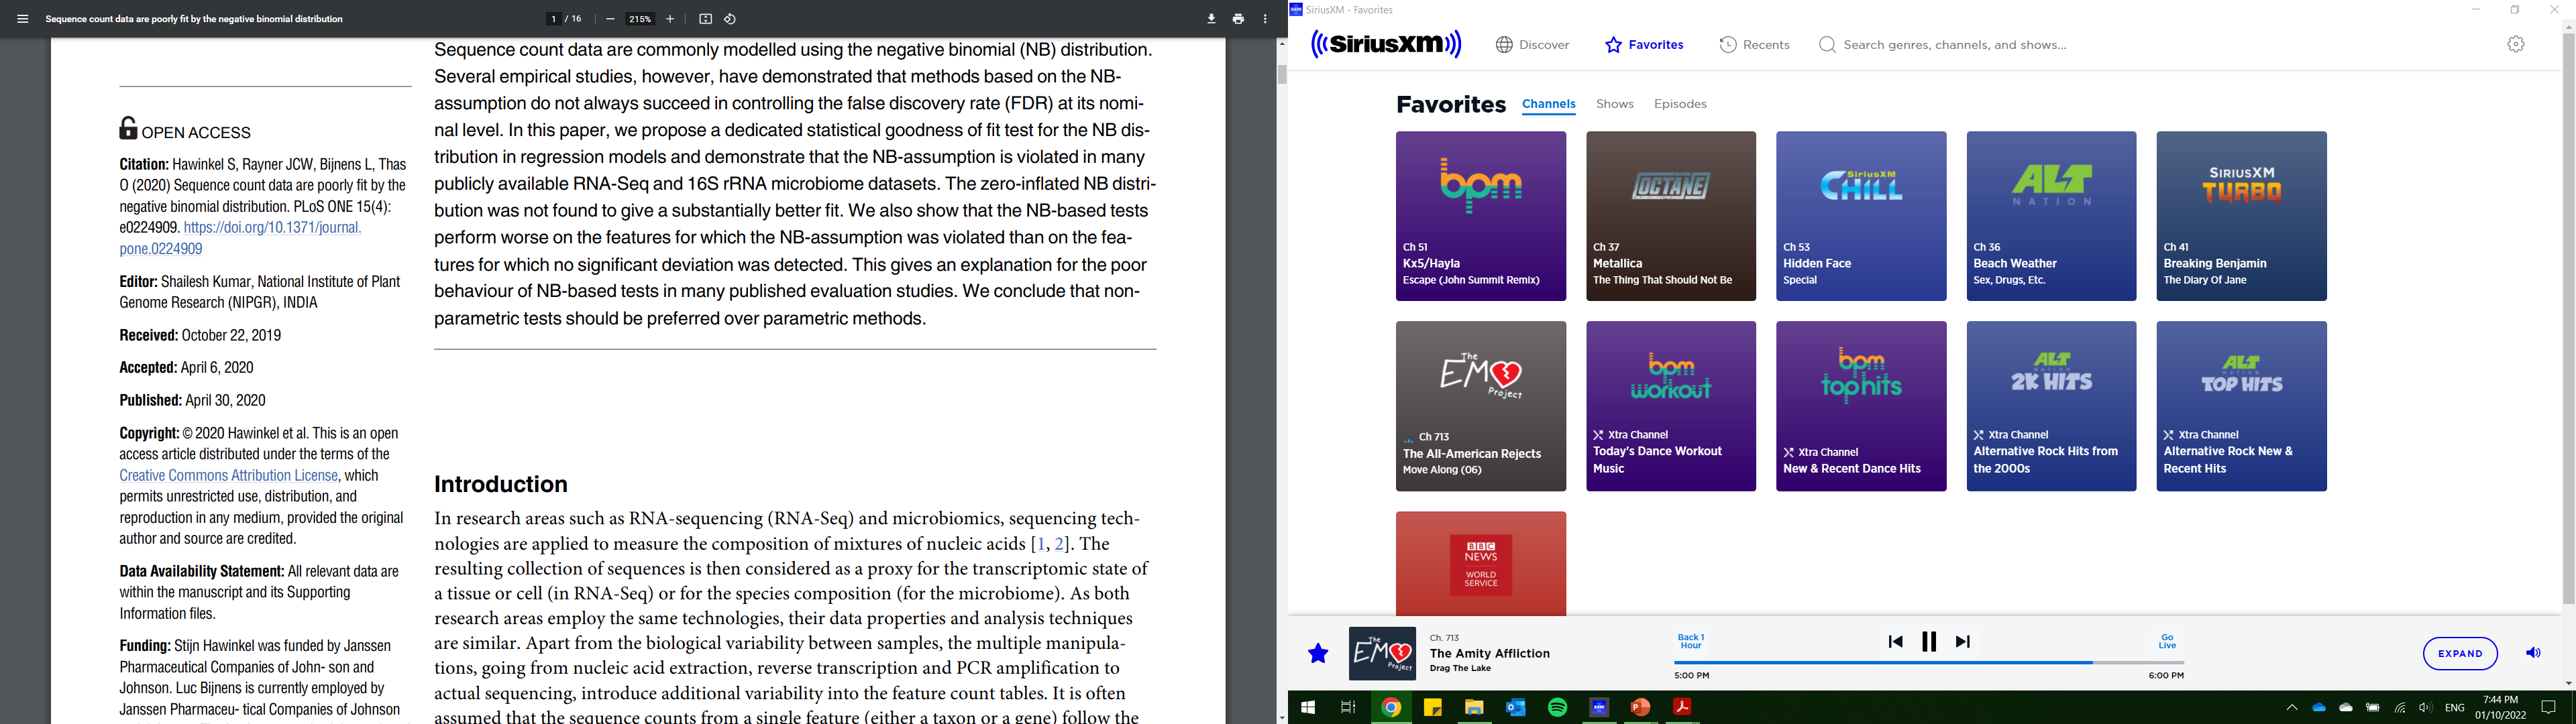 Sequence count data are poorly fit by the negative binomial distribution
1 / 16
215%
Sequence count data are commonly modelled using the negative binomial (NB) distribution.
Several empirical studies, however, have demonstrated that methods based on the NB-
assumption do not always succeed in controlling the false discovery rate (FDR) at its nomi-
nal level. In this paper, we propose a dedicated statistical goodness of fit test for the NB dis-
tribution in regression models and demonstrate that the NB-assumption is violated in many
publicly available RNA-Seq and 16S rRNA microbiome datasets. The zero-inflated NB distri-
bution was not found to give a substantially better fit. We also show that the NB-based tests
perform worse on the features for which the NB-assumption was violated than on the fea-
tures for which no significant deviation was detected. This gives an explanation for the poor
behaviour of NB-based tests in many published evaluation studies. We conclude that non-
parametric tests should be preferred over parametric methods.
OPEN ACCESS
Citation: Hawinkel S, Rayner JCW, Bijnens L, Thas
O (2020) Sequence count data are poorly fit by the
negative binomial distribution. PLoS ONE 15(4):
e0224909. https://doi.org/10.1371/journal.
pone.0224909
Editor: Shailesh Kumar, National Institute of Plant
Genome Research (NIPGR), INDIA
Received: October 22, 2019
Accepted: April 6, 2020
Published: April 30, 2020
Copyright: © 2020 Hawinkel et al. This is an open
access article distributed under the terms of the
Creative Commons Attribution License, which
permits unrestricted use, distribution, and
reproduction in any medium, provided the original
author and source are credited.
Data Availability Statement: All relevant data are
within the manuscript and its Supporting
Information files.
Funding: Stijn Hawinkel was funded by Janssen
Pharmaceutical Companies of John- son and
Johnson. Luc Bijnens is currently employed by
Janssen Pharmaceu- tical Companies of Johnson
Introduction
In research areas such as RNA-sequencing (RNA-Seq) and microbiomics, sequencing tech-
nologies are applied to measure the composition of mixtures of nucleic acids [1, 2]. The
resulting collection of sequences is then considered as a proxy for the transcriptomic state of
a tissue or cell (in RNA-Seq) or for the species composition (for the microbiome). As both
research areas employ the same technologies, their data properties and analysis techniques
are similar. Apart from the biological variability between samples, the multiple manipula-
tions, going from nucleic acid extraction, reverse transcription and PCR amplification to
actual sequencing, introduce additional variability into the feature count tables. It is often
assumed that the sequence counts from a single feature (either a taxon or a gene) follow the
SiriusXM - Favorites
SiriusXM
Discover
Favorites
Recents
Search genres, channels, and shows...
Favorites
Channels
Shows
Episodes
bpm
Ch 51
Kx5/Hayla
Escape (John Summit Remix)
OCTANE
Ch 37
Metallica
The Thing That Should Not Be
SiriusXM
CHILL
Ch 53
Hidden Face
Special
ALT
NATION
Ch 36
Beach Weather
Sex, Drugs, Etc.
SIRIUSXM
TURBO
Ch 41
Breaking Benjamin
The Diary Of Jane
The
EMO
Project
Ch 713
The All-American Rejects
Move Along (06)
bpm
workout
Xtra Channel
Today's Dance Workout
Music
bpm
top hits
Xtra Channel
New & Recent Dance Hits
ALT
NATION
2K HITS
Xtra Channel
Alternative Rock Hits from
the 2000s
ALT
NATION
TOP HITS
Xtra Channel
Alternative Rock New &
Recent Hits
BBC
NEWS
WORLD
SERVICE
The
EMO
Project
Ch. 713
The Amity Affliction
Drag The Lake
Back 1
Hour
Go
Live
5:00 PM
6:00 PM
EXPAND
ENG
7:44 PM
01/10/2022